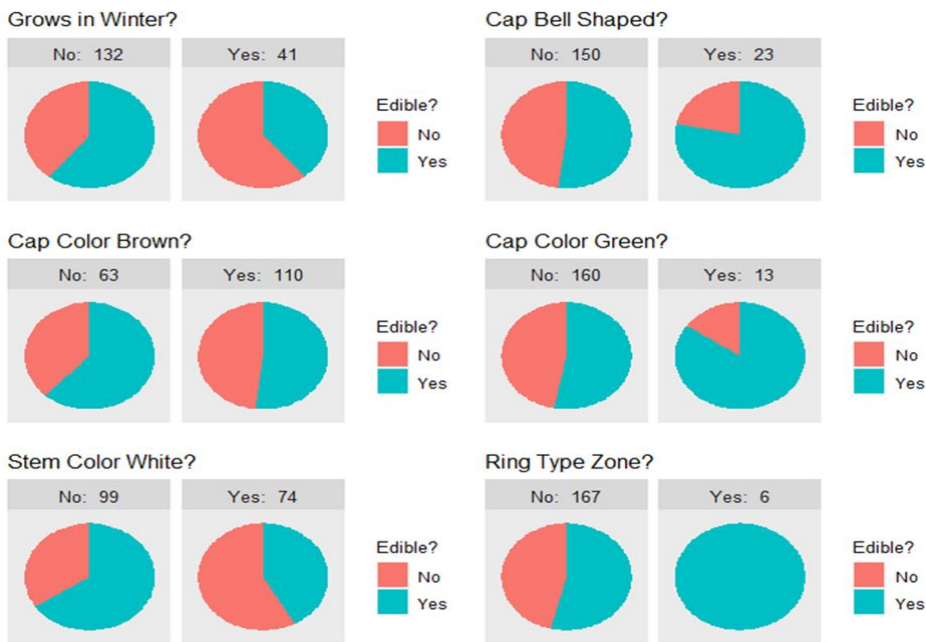 Grows in Winter?
No: 132
Yes: 41
Edible?
No
Yes
Cap Bell Shaped?
No: 150
Yes: 23
Edible?
No
Yes
Cap Color Brown?
No: 63
Yes: 110
Edible?
No
Yes
Cap Color Green?
No: 160
Yes: 13
Edible?
No
Yes
Stem Color White?
No: 99
Yes: 74
Edible?
No
Yes
Ring Type Zone?
No: 167
Yes: 6
Edible?
No
Yes